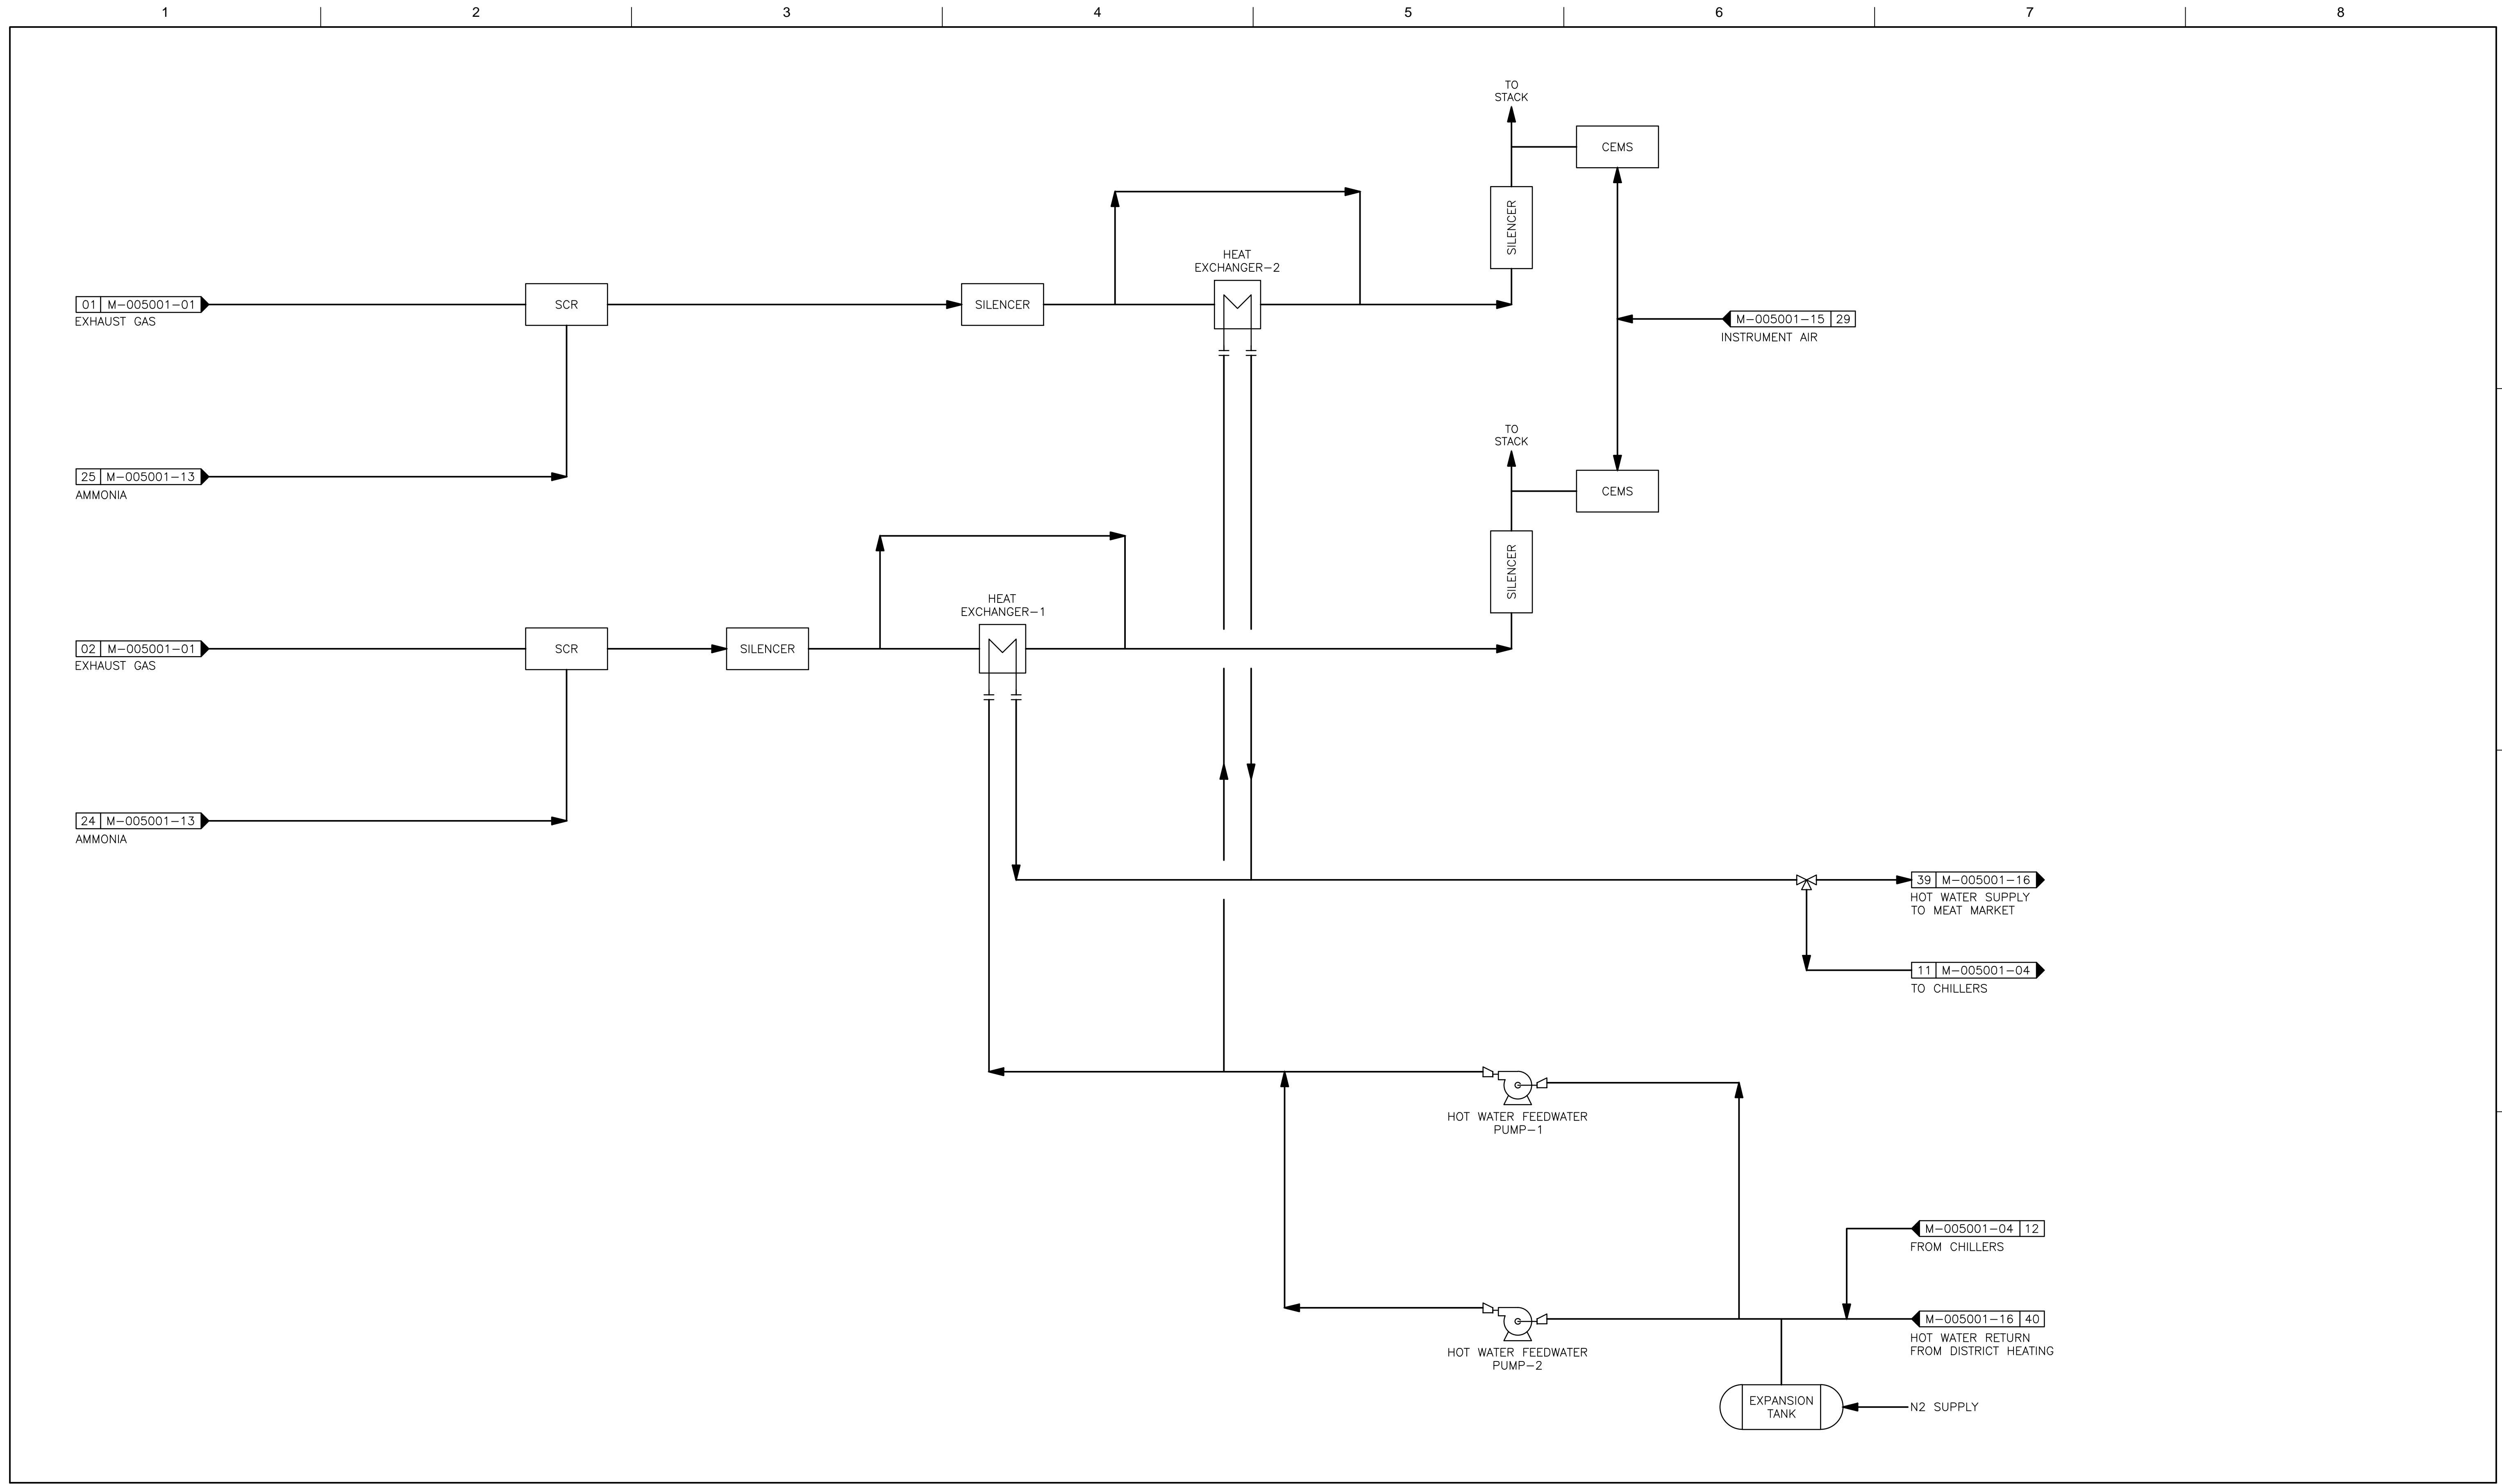 1 2 3 4 5 6 7 8
TO
STACK
CEMS
SILENCER
HEAT
EXCHANGER-2
01 M-005001-01
EXHAUST GAS
SCR
SILENCER
M-005001-15 29
INSTRUMENT AIR
TO
STACK
25 M-005001-13
AMMONIA
CEMS
SILENCER
HEAT
EXCHANGER-1
02 M-005001-01
EXHAUST GAS
SCR
SILENCER
24 M-005001-13
AMMONIA
39 M-005001-16
HOT WATER SUPPLY
TO MEAT MARKET
11 M-005001-04
TO CHILLERS
HOT WATER FEEDWATER
PUMP-1
M-005001-04 12
FROM CHILLERS
M-005001-16 40
HOT WATER RETURN
FROM DISTRICT HEATING
HOT WATER FEEDWATER
PUMP-2
EXPANSION
TANK
N2 SUPPLY